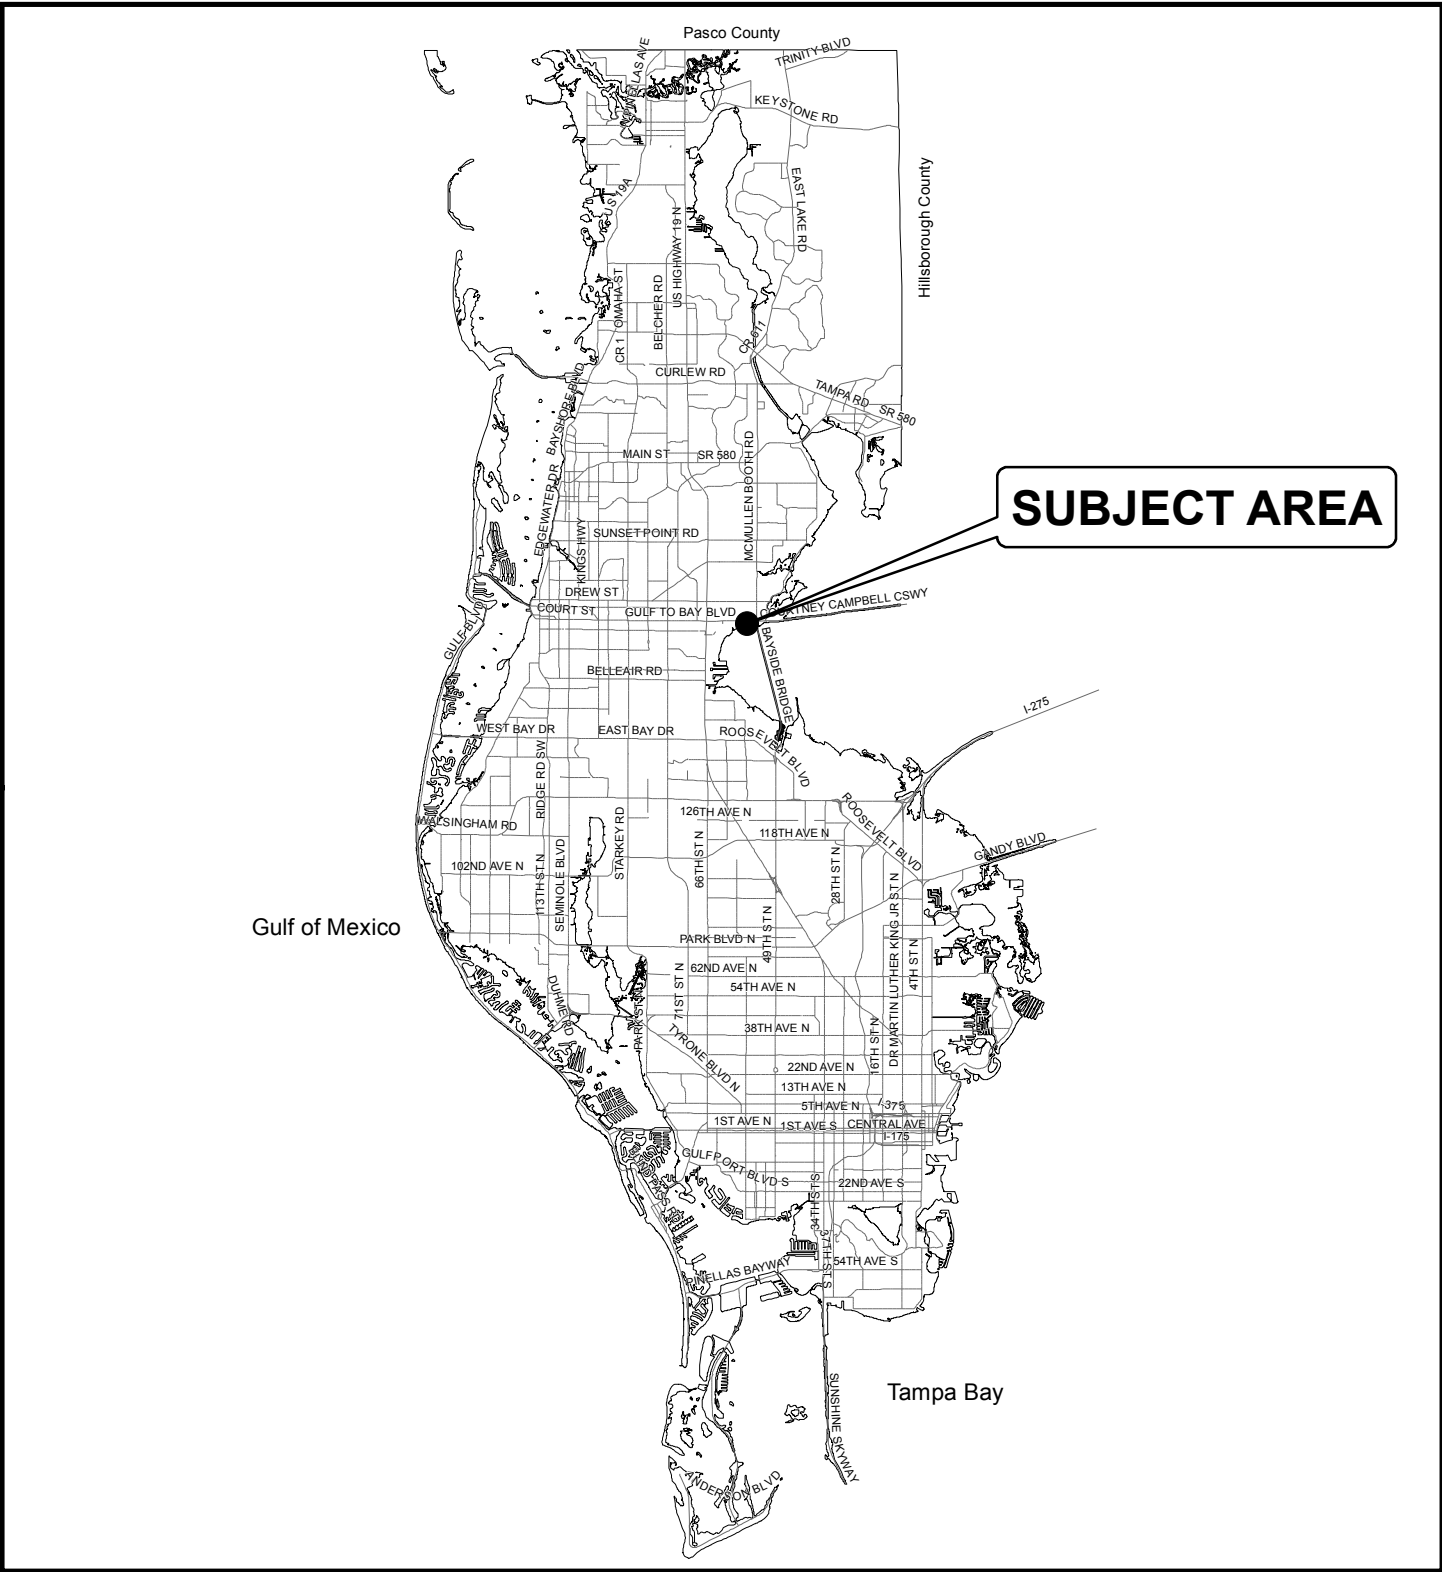 Pasco County
PINELLAS AVE
TRINITY BLVD
KEYSTONE RD
Hillsborough County
EAST LAKE RD
US 19A
US HIGHWAY 19 N
OMAHA ST
CR 1
BELCHER RD
CR 611
CURLEW RD
TAMPA RD
SR 580
BAYSHORE BLVD
MAIN ST
SR 580
MCMULLEN BOOTH RD
EDGEWATER DR
SUBJECT AREA
KINGS HWY
SUNSET POINT RD
DREW ST
COURT ST
GULF TO BAY BLVD
COURTNEY CAMPBELL CSWY
GULF BLVD
BAYSIDE BRIDGE
BELLEAIR RD
I-275
WEST BAY DR
EAST BAY DR
ROOSEVELT BLVD
RIDGE RD SW
126TH AVE N
ROOSEVELT BLVD
WALSINGHAM RD
STARKEY RD
118TH AVE N
66TH ST N
GANDY BLVD
102ND AVE N
113TH ST N
SEMINOLE BLVD
28TH ST N
DR MARTIN LUTHER KING JR ST N
Gulf of Mexico
49TH ST N
PARK BLVD N
4TH ST N
62ND AVE N
71ST ST N
54TH AVE N
DUHME RD
PARK ST N
38TH AVE N
16TH ST N
TYRONE BLVD N
22ND AVE N
13TH AVE N
5TH AVE N
I-375
1ST AVE N
1ST AVE S
CENTRAL AVE
I-175
GULFPORT BLVD S
22ND AVE S
34TH ST S
37TH ST S
54TH AVE S
PINELLAS BAYWAY
SUNSHINE SKYWAY
Tampa Bay
ANDERSON BLVD